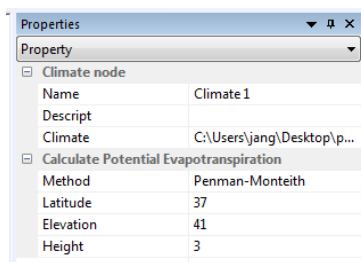 Properties
Property
Climate node
Name Climate 1
Descript
Climate C:\Users\jang\Desktop\p...
Calculate Potential Evapotranspiration
Method Penman-Monteith
Latitude 37
Elevation 41
Height 3